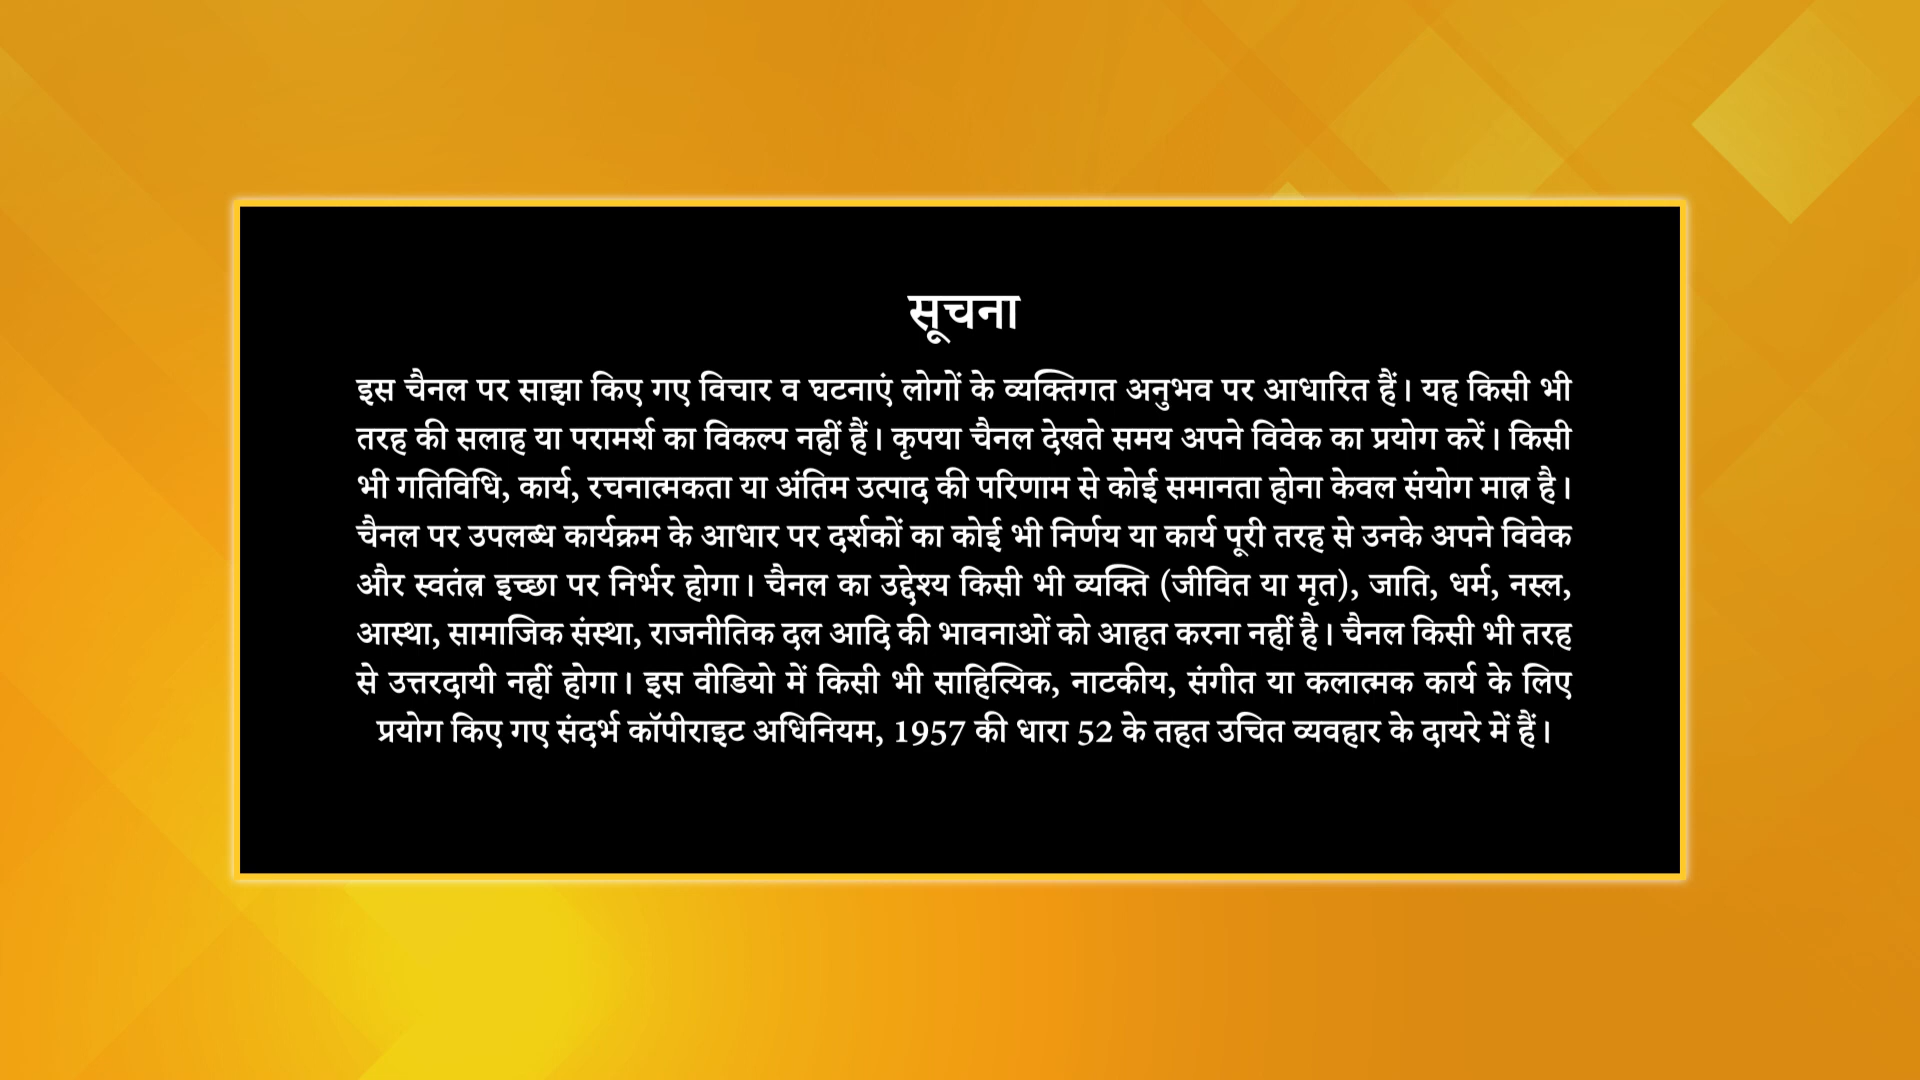 सूचना
इस चैनल पर साझा किए गए विचार व घटनाएं लोगों के व्यक्तिगत अनुभव पर आधारित हैं। यह किसी भी
तरह की सलाह या परामर्श का विकल्प नहीं हैं। कृपया चैनल देखते समय अपने विवेक का प्रयोग करें। किसी
भी गतिविधि, कार्य, रचनात्मकता या अंतिम उत्पाद की परिणाम से कोई समानता होना केवल संयोग मात्र है।
चैनल पर उपलब्ध कार्यक्रम के आधार पर दर्शकों का कोई भी निर्णय या कार्य पूरी तरह से उनके अपने विवेक
और स्वतंत्र इच्छा पर निर्भर होगा। चैनल का उद्देश्य किसी भी व्यक्ति (जीवित या मृत), जाति, धर्म, नस्ल,
आस्था, सामाजिक संस्था, राजनीतिक दल आदि की भावनाओं को आहत करना नहीं है। चैनल किसी भी तरह
से उत्तरदायी नहीं होगा। इस वीडियो में किसी भी साहित्यिक, नाटकीय, संगीत या कलात्मक कार्य के लिए
प्रयोग किए गए संदर्भ कॉपीराइट अधिनियम, 1957 की धारा 52 के तहत उचित व्यवहार के दायरे में हैं।